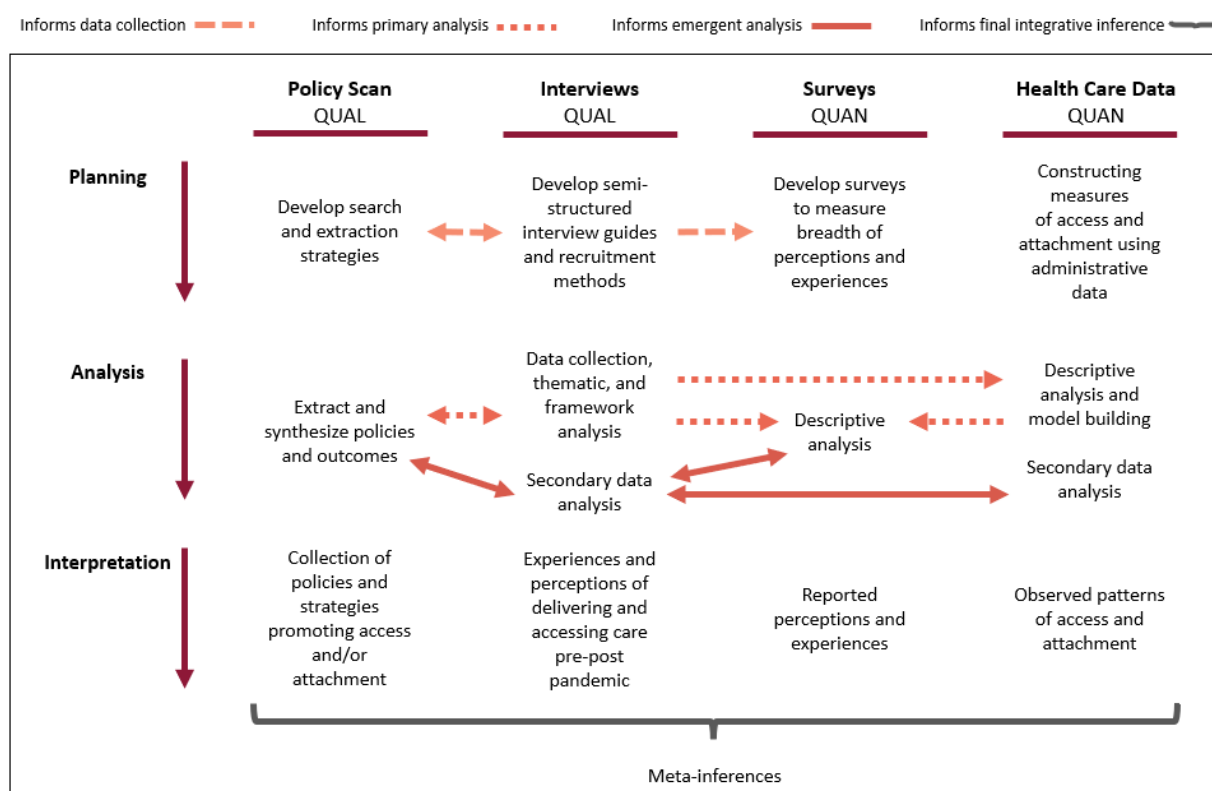 Informs data collection
Informs primary analysis
Informs emergent analysis
Informs final integrative inference
Policy Scan
QUAL
Interviews
QUAL
Surveys
QUAN
Health Care Data
QUAN
Planning
Develop search
and extraction
strategies
Develop semi-
structured
interview guides
and recruitment
methods
Develop surveys
to measure
breadth of
perceptions and
experiences
Constructing
measures
of access and
attachment using
administrative
data
Analysis
Extract and
synthesize policies
and outcomes
Data collection,
thematic, and
framework
analysis
Secondary data
analysis
Descriptive
analysis
Descriptive
analysis and
model building
Secondary data
analysis
Interpretation
Collection of
policies and
strategies
promoting access
and/or
attachment
Experiences and
perceptions of
delivering and
accessing care
pre-post
pandemic
Reported
perceptions and
experiences
Observed patterns
of access and
attachment
Meta-inferences